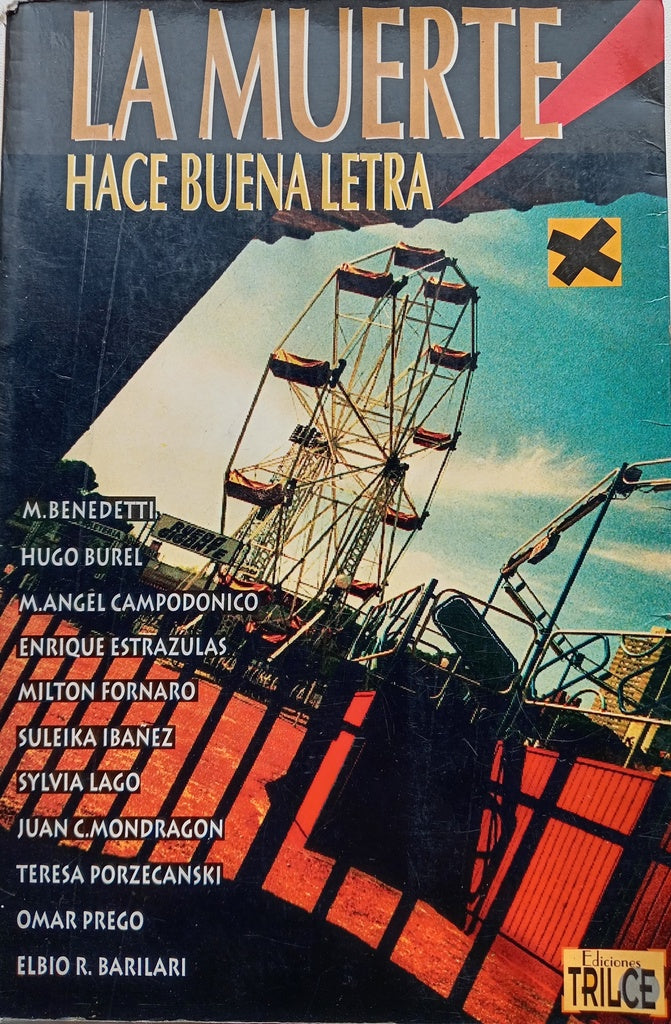 LA MUERTE
HACE BUENA LETRA
M.BENEDETTI
HUGO BUREL
M.ANGEL CAMPODONICO
ENRIQUE ESTRAZULAS
MILTON FORNARO
SULEIKA IBAÑEZ
SYLVIA LAGO
JUAN C.MONDRAGON
TERESA PORZECANSKI
OMAR PREGO
ELBIO R. BARILARI
Ediciones
TRILCE